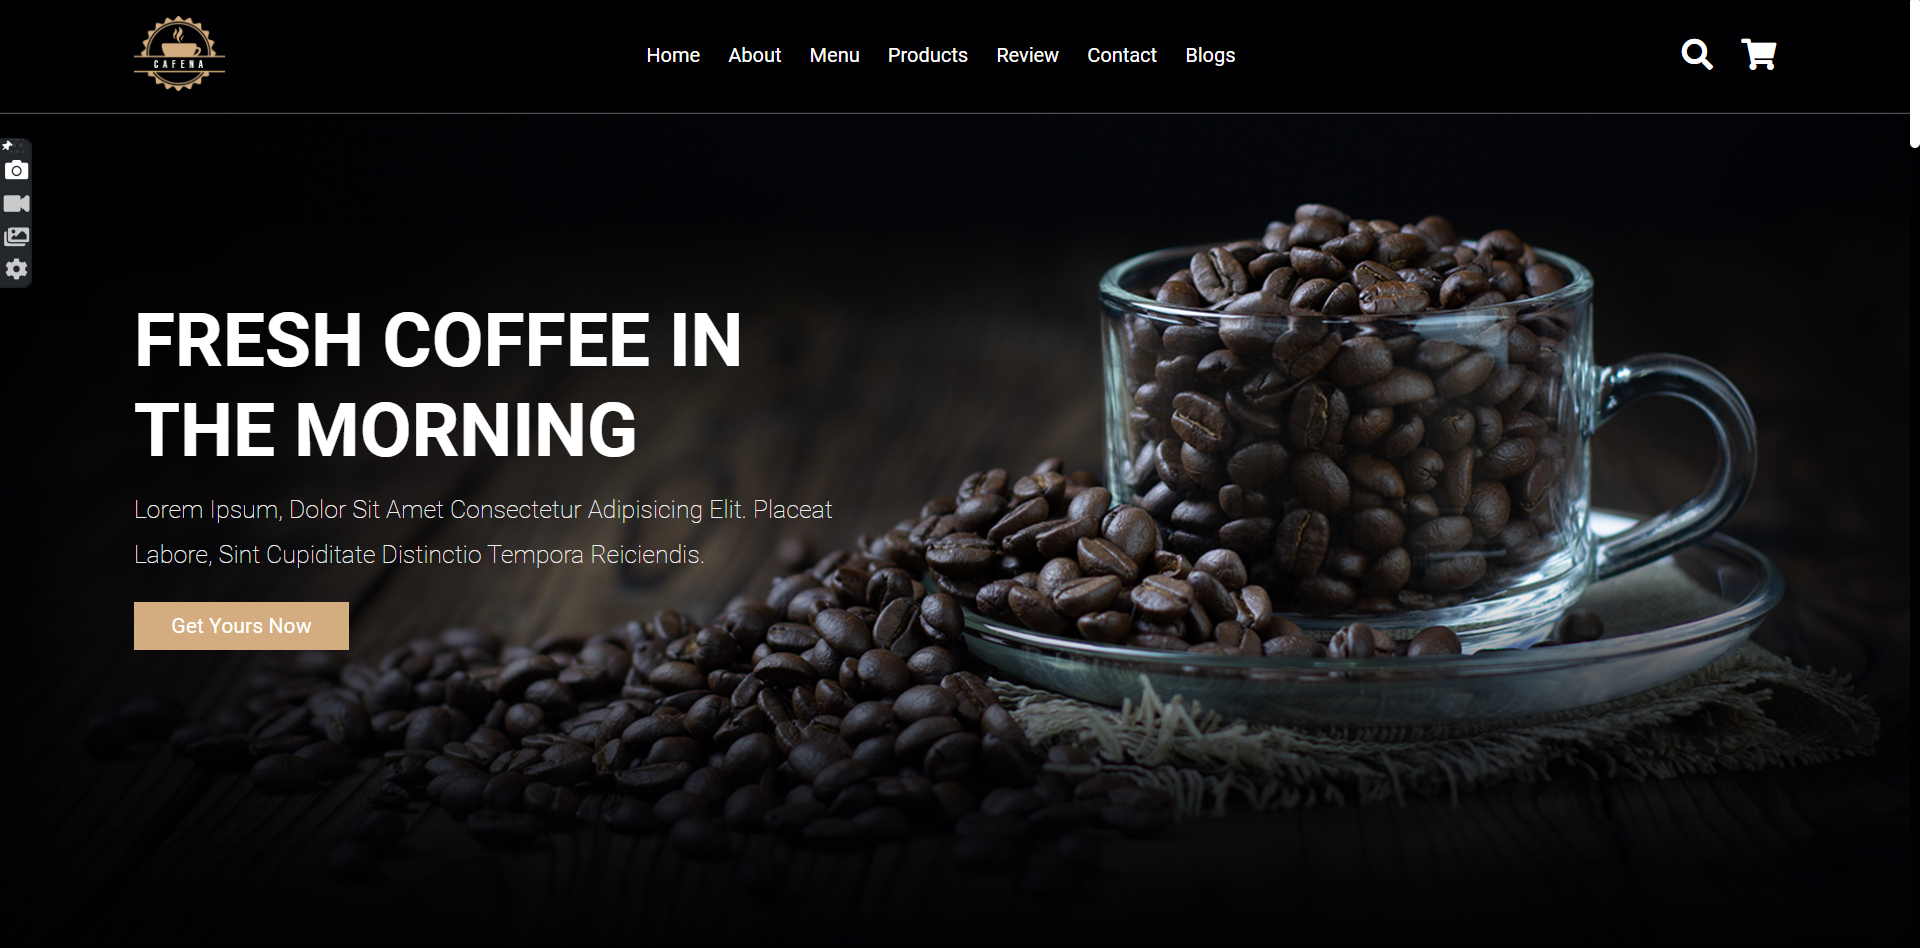 CAFENA
Home About Menu Products Review Contact Blogs
FRESH COFFEE IN
THE MORNING
Lorem Ipsum, Dolor Sit Amet Consectetur Adipisicing Elit. Placeat
Labore, Sint Cupiditate Distinctio Tempora Reiciendis.
Get Yours Now